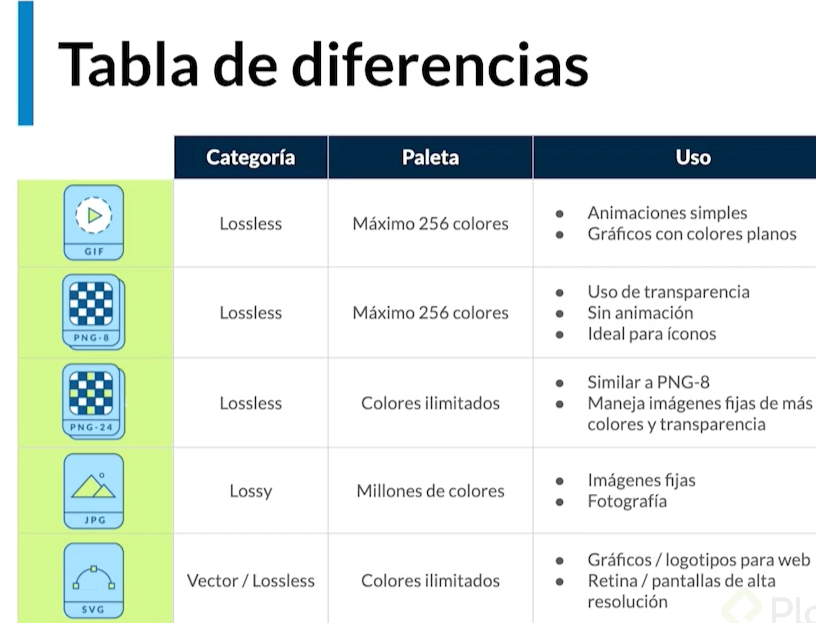 Tabla de diferencias
Categoría Paleta Uso
GIF
Lossless
Máximo 256 colores
● Animaciones simples
● Gráficos con colores planos
PNG-8
Lossless
Máximo 256 colores
● Uso de transparencia
● Sin animación
● Ideal para íconos
PNG-24
Lossless
Colores ilimitados
● Similar a PNG-8
● Maneja imágenes fijas de más
colores y transparencia
JPG
Lossy
Millones de colores
● Imágenes fijas
● Fotografía
SVG
Vector / Lossless
Colores ilimitados
● Gráficos / logotipos para web
● Retina / pantallas de alta
resolución